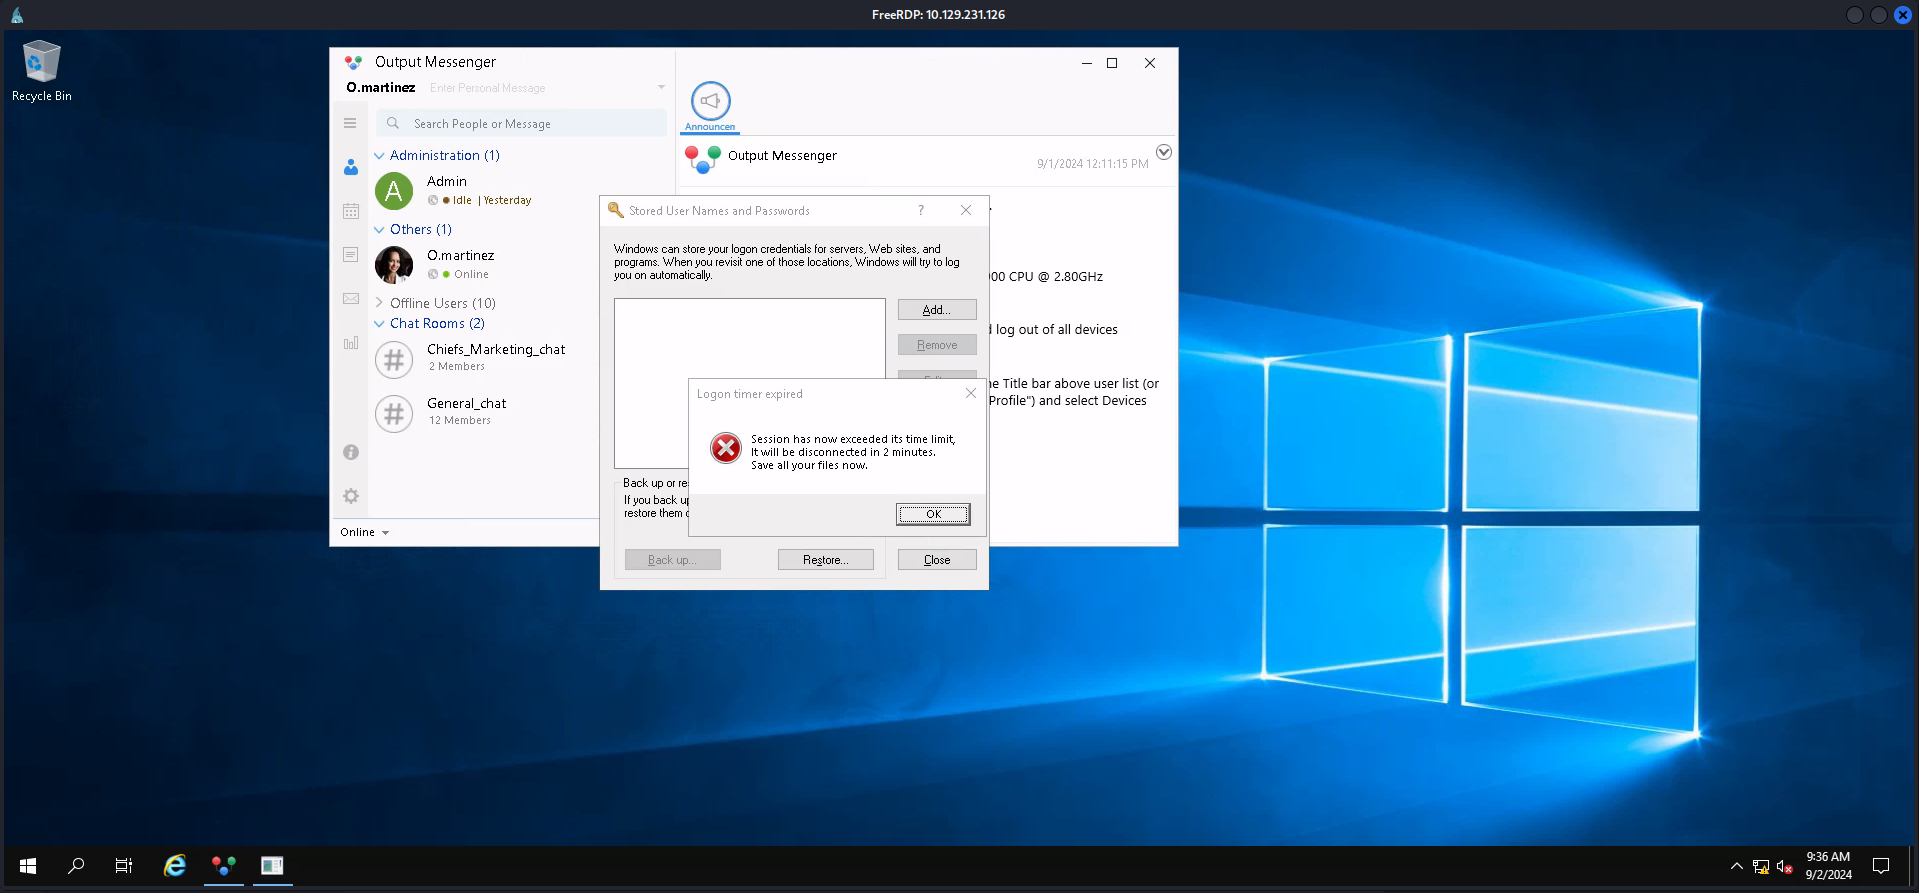 FreeRDP: 10.129.231.126
Recycle Bin
Output Messenger
O.martinez Enter Personal Message
Search People or Message
Administration (1)
A
Admin
Idle | Yesterday
Others (1)
O.martinez
Online
Offline Users (10)
Chat Rooms (2)
#
Chiefs_Marketing_chat
2 Members
#
General_chat
12 Members
Online
Announcem
Output Messenger
9/1/2024 12:11:15 PM
00 CPU @ 2.80GHz
log out of all devices
Title bar above user list (or
Profile") and select Devices
Stored User Names and Passwords
?
Windows can store your logon credentials for servers, Web sites, and
programs. When you revisit one of those locations, Windows will try to log
you on automatically.
Add...
Remove
Back up or re
If you back up
restore them
Back up...
Restore...
Close
Logon timer expired
Session has now exceeded its time limit,
It will be disconnected in 2 minutes.
Save all your files now.
OK
9:36 AM
9/2/2024